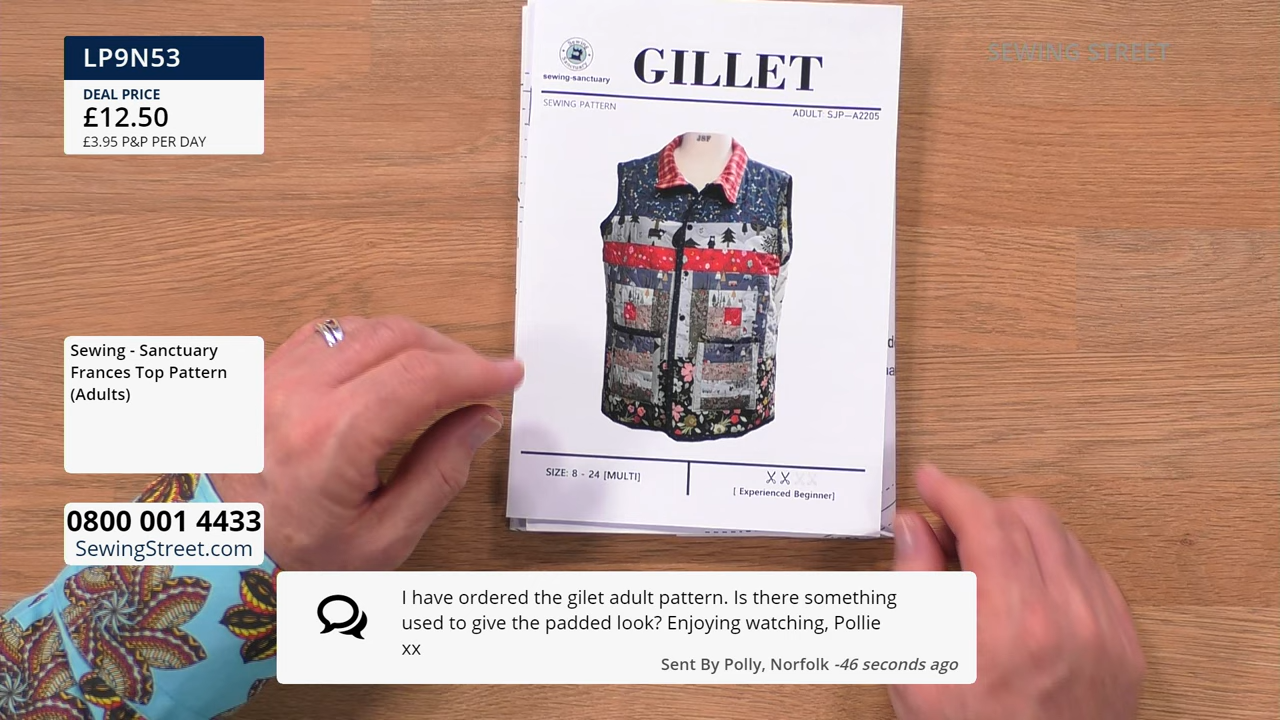 LP9N53
DEAL PRICE
£12.50
£3.95 P&P PER DAY
SEWING STREET
sewing-sanctuary
GILLET
SEWING PATTERN
ADULT: SJP-A2205
SIZE: 8 - 24 [MULTI]
[ Experienced Beginner]
Sewing - Sanctuary
Frances Top Pattern
(Adults)
0800 001 4433
SewingStreet.com
I have ordered the gilet adult pattern. Is there something
used to give the padded look? Enjoying watching, Pollie
xx
Sent By Polly, Norfolk -46 seconds ago